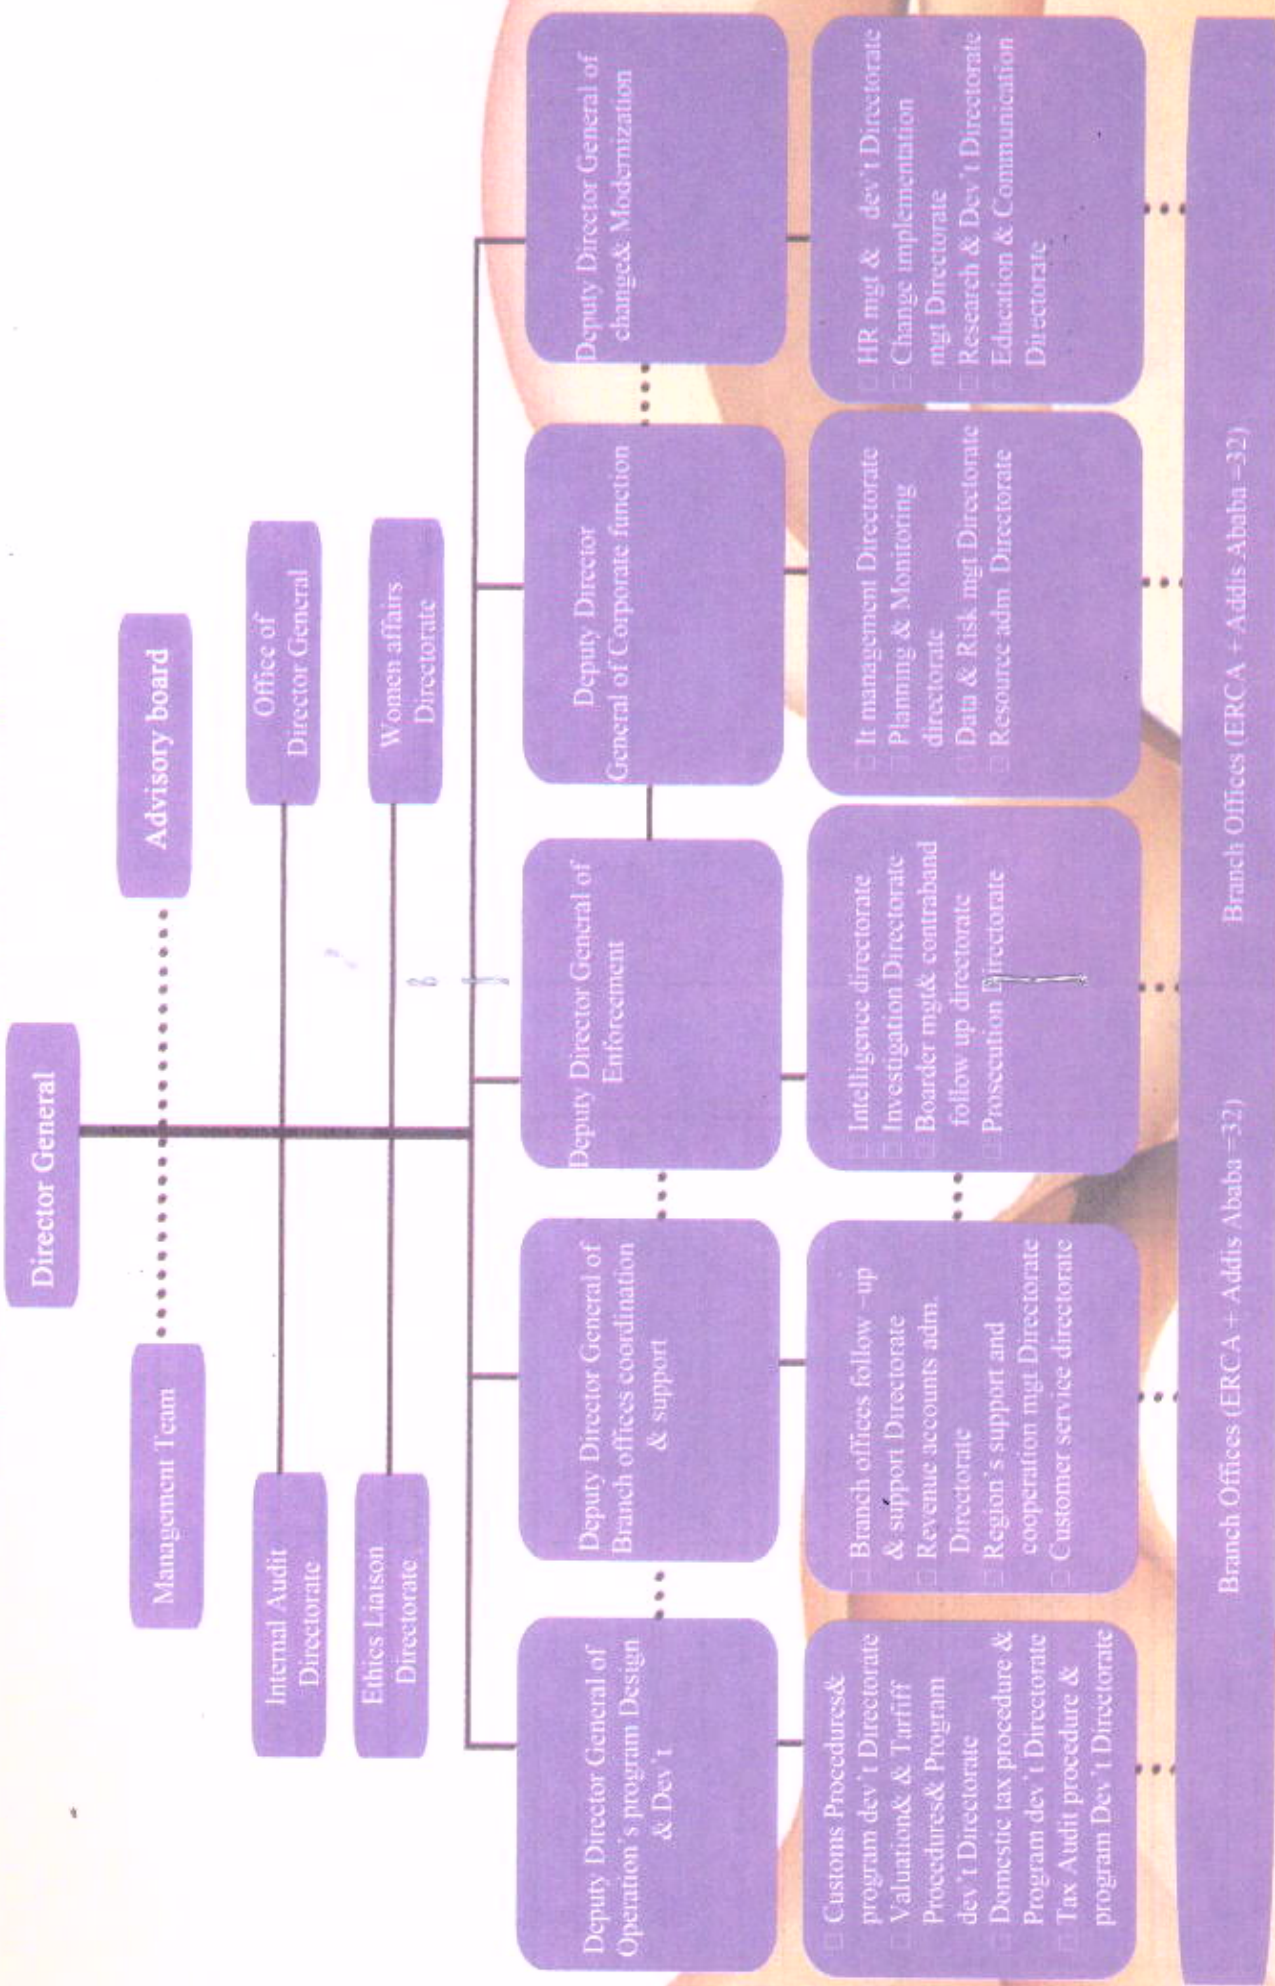 Director General
Management Team
Advisory board
Internal Audit
Directorate
Office of
Director General
Ethics Liaison
Directorate
Women affairs
Directorate
Deputy Director General of
Operation's program Design
& Dev't
Deputy Director General of
Branch offices coordination
& support
Deputy Director General of
Enforcement
Deputy Director
General of Corporate function
Deputy Director General of
change& Modernization
□ Customs Procedures&
program dev't Directorate
□ Valuation& & Tariff
Procedures& Program
dev't Directorate
□ Domestic tax procedure &
Program dev't Directorate
□ Tax Audit procedure &
program Dev't Directorate
□ Branch offices follow –up
& support Directorate
□ Revenue accounts adm.
Directorate
□ Region's support and
cooperation mgt Directorate
□ Customer service directorate
□ Intelligence directorate
□ Investigation Directorate
□ Boarder mgt& contraband
follow up directorate
□ Prosecution Directorate
□ It management Directorate
□ Planning & Monitoring
directorate
□ Data & Risk mgt Directorate
□ Resource adm. Directorate
□ HR mgt & dev't Directorate
□ Change implementation
mgt Directorate
□ Research & Dev't Directorate
□ Education & Communication
Directorate
Branch Offices (ERCA + Addis Ababa =32)
Branch Offices (ERCA + Addis Ababa =32)